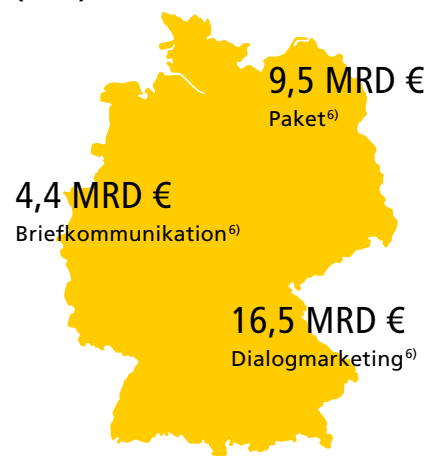 9,5 MRD €
Paket⁶⁾
4,4 MRD €
Briefkommunikation⁶⁾
16,5 MRD €
Dialogmarketing⁶⁾